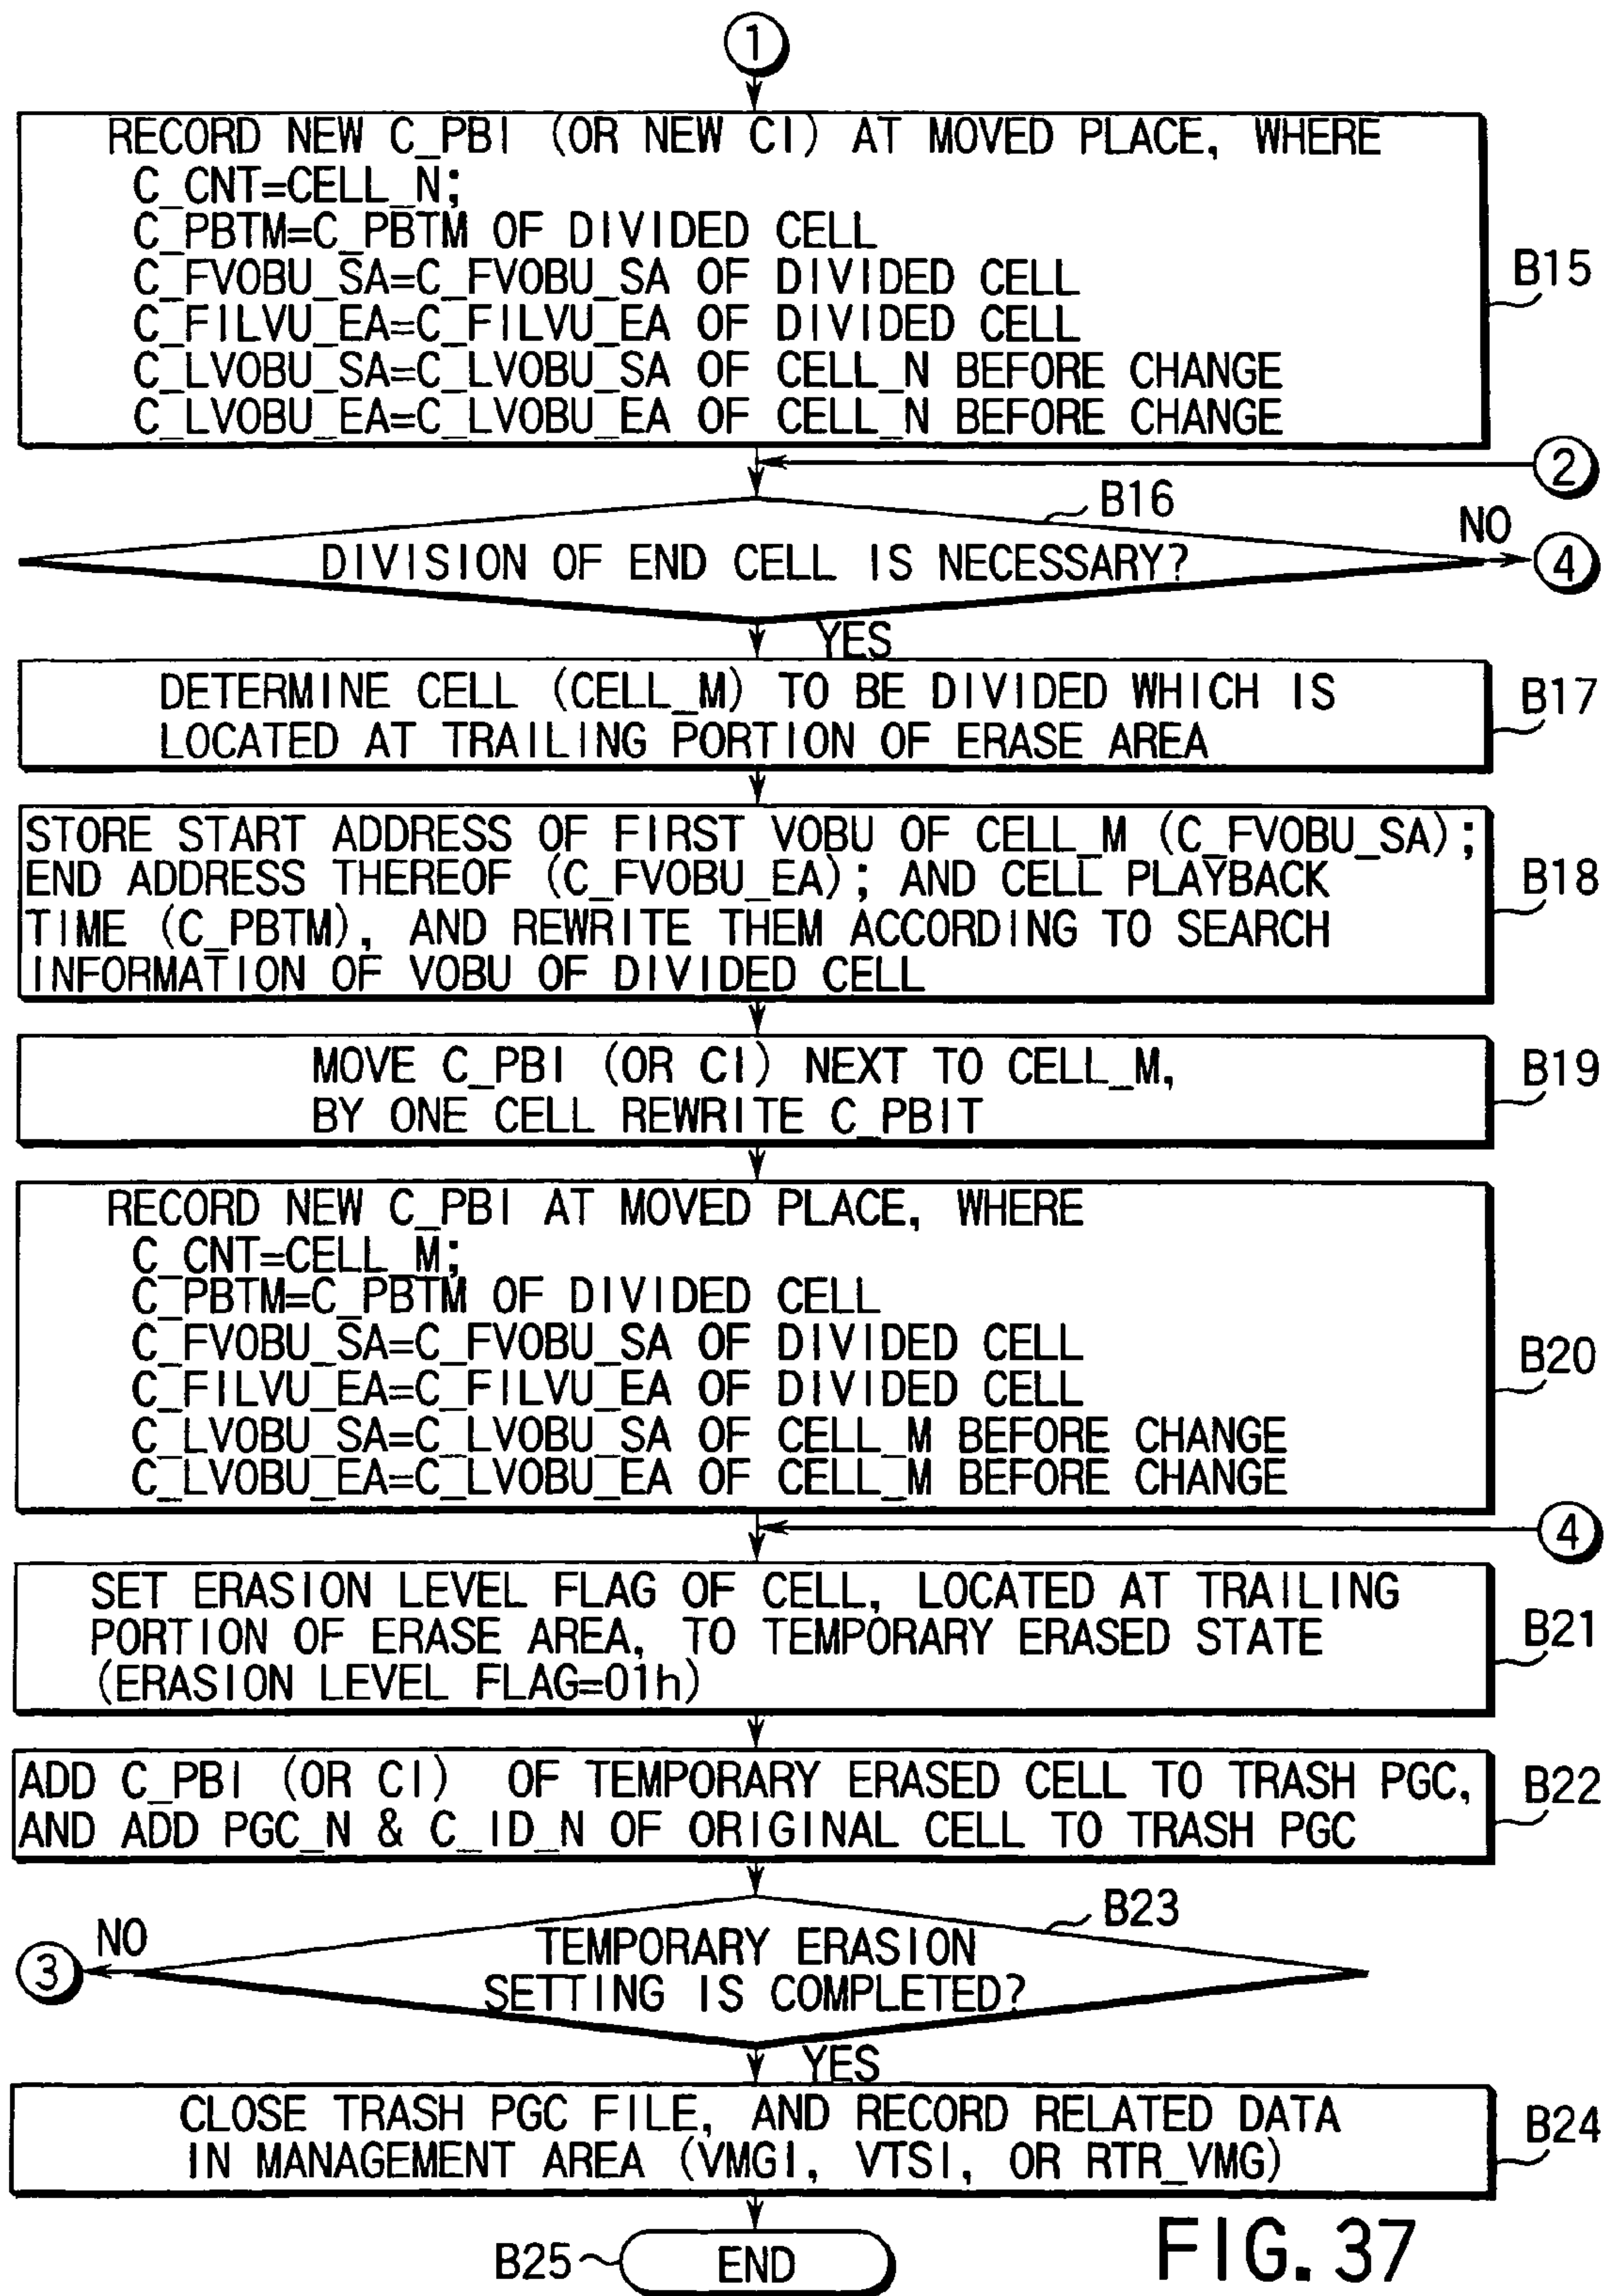 1
RECORD NEW C_PBI (OR NEW CI) AT MOVED PLACE, WHERE
C_CNT=CELL_N;
C_PBTM=C_PBTM OF DIVIDED CELL
C_FVOBU_SA=C_FVOBU_SA OF DIVIDED CELL
C_FILVU_EA=C_FILVU_EA OF DIVIDED CELL
C_LVOBU_SA=C_LVOBU_SA OF CELL_N BEFORE CHANGE
C_LVOBU_EA=C_LVOBU_EA OF CELL_N BEFORE CHANGE
B15
2
B16
DIVISION OF END CELL IS NECESSARY?
NO
4
YES
DETERMINE CELL (CELL_M) TO BE DIVIDED WHICH IS
LOCATED AT TRAILING PORTION OF ERASE AREA
B17
STORE START ADDRESS OF FIRST VOBU OF CELL_M (C_FVOBU_SA);
END ADDRESS THEREOF (C_FVOBU_EA); AND CELL PLAYBACK
TIME (C_PBTM), AND REWRITE THEM ACCORDING TO SEARCH
INFORMATION OF VOBU OF DIVIDED CELL
B18
MOVE C_PBI (OR CI) NEXT TO CELL_M,
BY ONE CELL REWRITE C_PBIT
B19
RECORD NEW C_PBI AT MOVED PLACE, WHERE
C_CNT=CELL_M;
C_PBTM=C_PBTM OF DIVIDED CELL
C_FVOBU_SA=C_FVOBU_SA OF DIVIDED CELL
C_FILVU_EA=C_FILVU_EA OF DIVIDED CELL
C_LVOBU_SA=C_LVOBU_SA OF CELL_M BEFORE CHANGE
C_LVOBU_EA=C_LVOBU_EA OF CELL_M BEFORE CHANGE
B20
4
SET ERASION LEVEL FLAG OF CELL, LOCATED AT TRAILING
PORTION OF ERASE AREA, TO TEMPORARY ERASED STATE
(ERASION LEVEL FLAG=01h)
B21
ADD C_PBI (OR CI) OF TEMPORARY ERASED CELL TO TRASH PGC,
AND ADD PGC_N & C_ID_N OF ORIGINAL CELL TO TRASH PGC
B22
B23
NO
3
TEMPORARY ERASION
SETTING IS COMPLETED?
YES
CLOSE TRASH PGC FILE, AND RECORD RELATED DATA
IN MANAGEMENT AREA (VMGI, VTSI, OR RTR_VMG)
B24
B25
END
FIG. 37